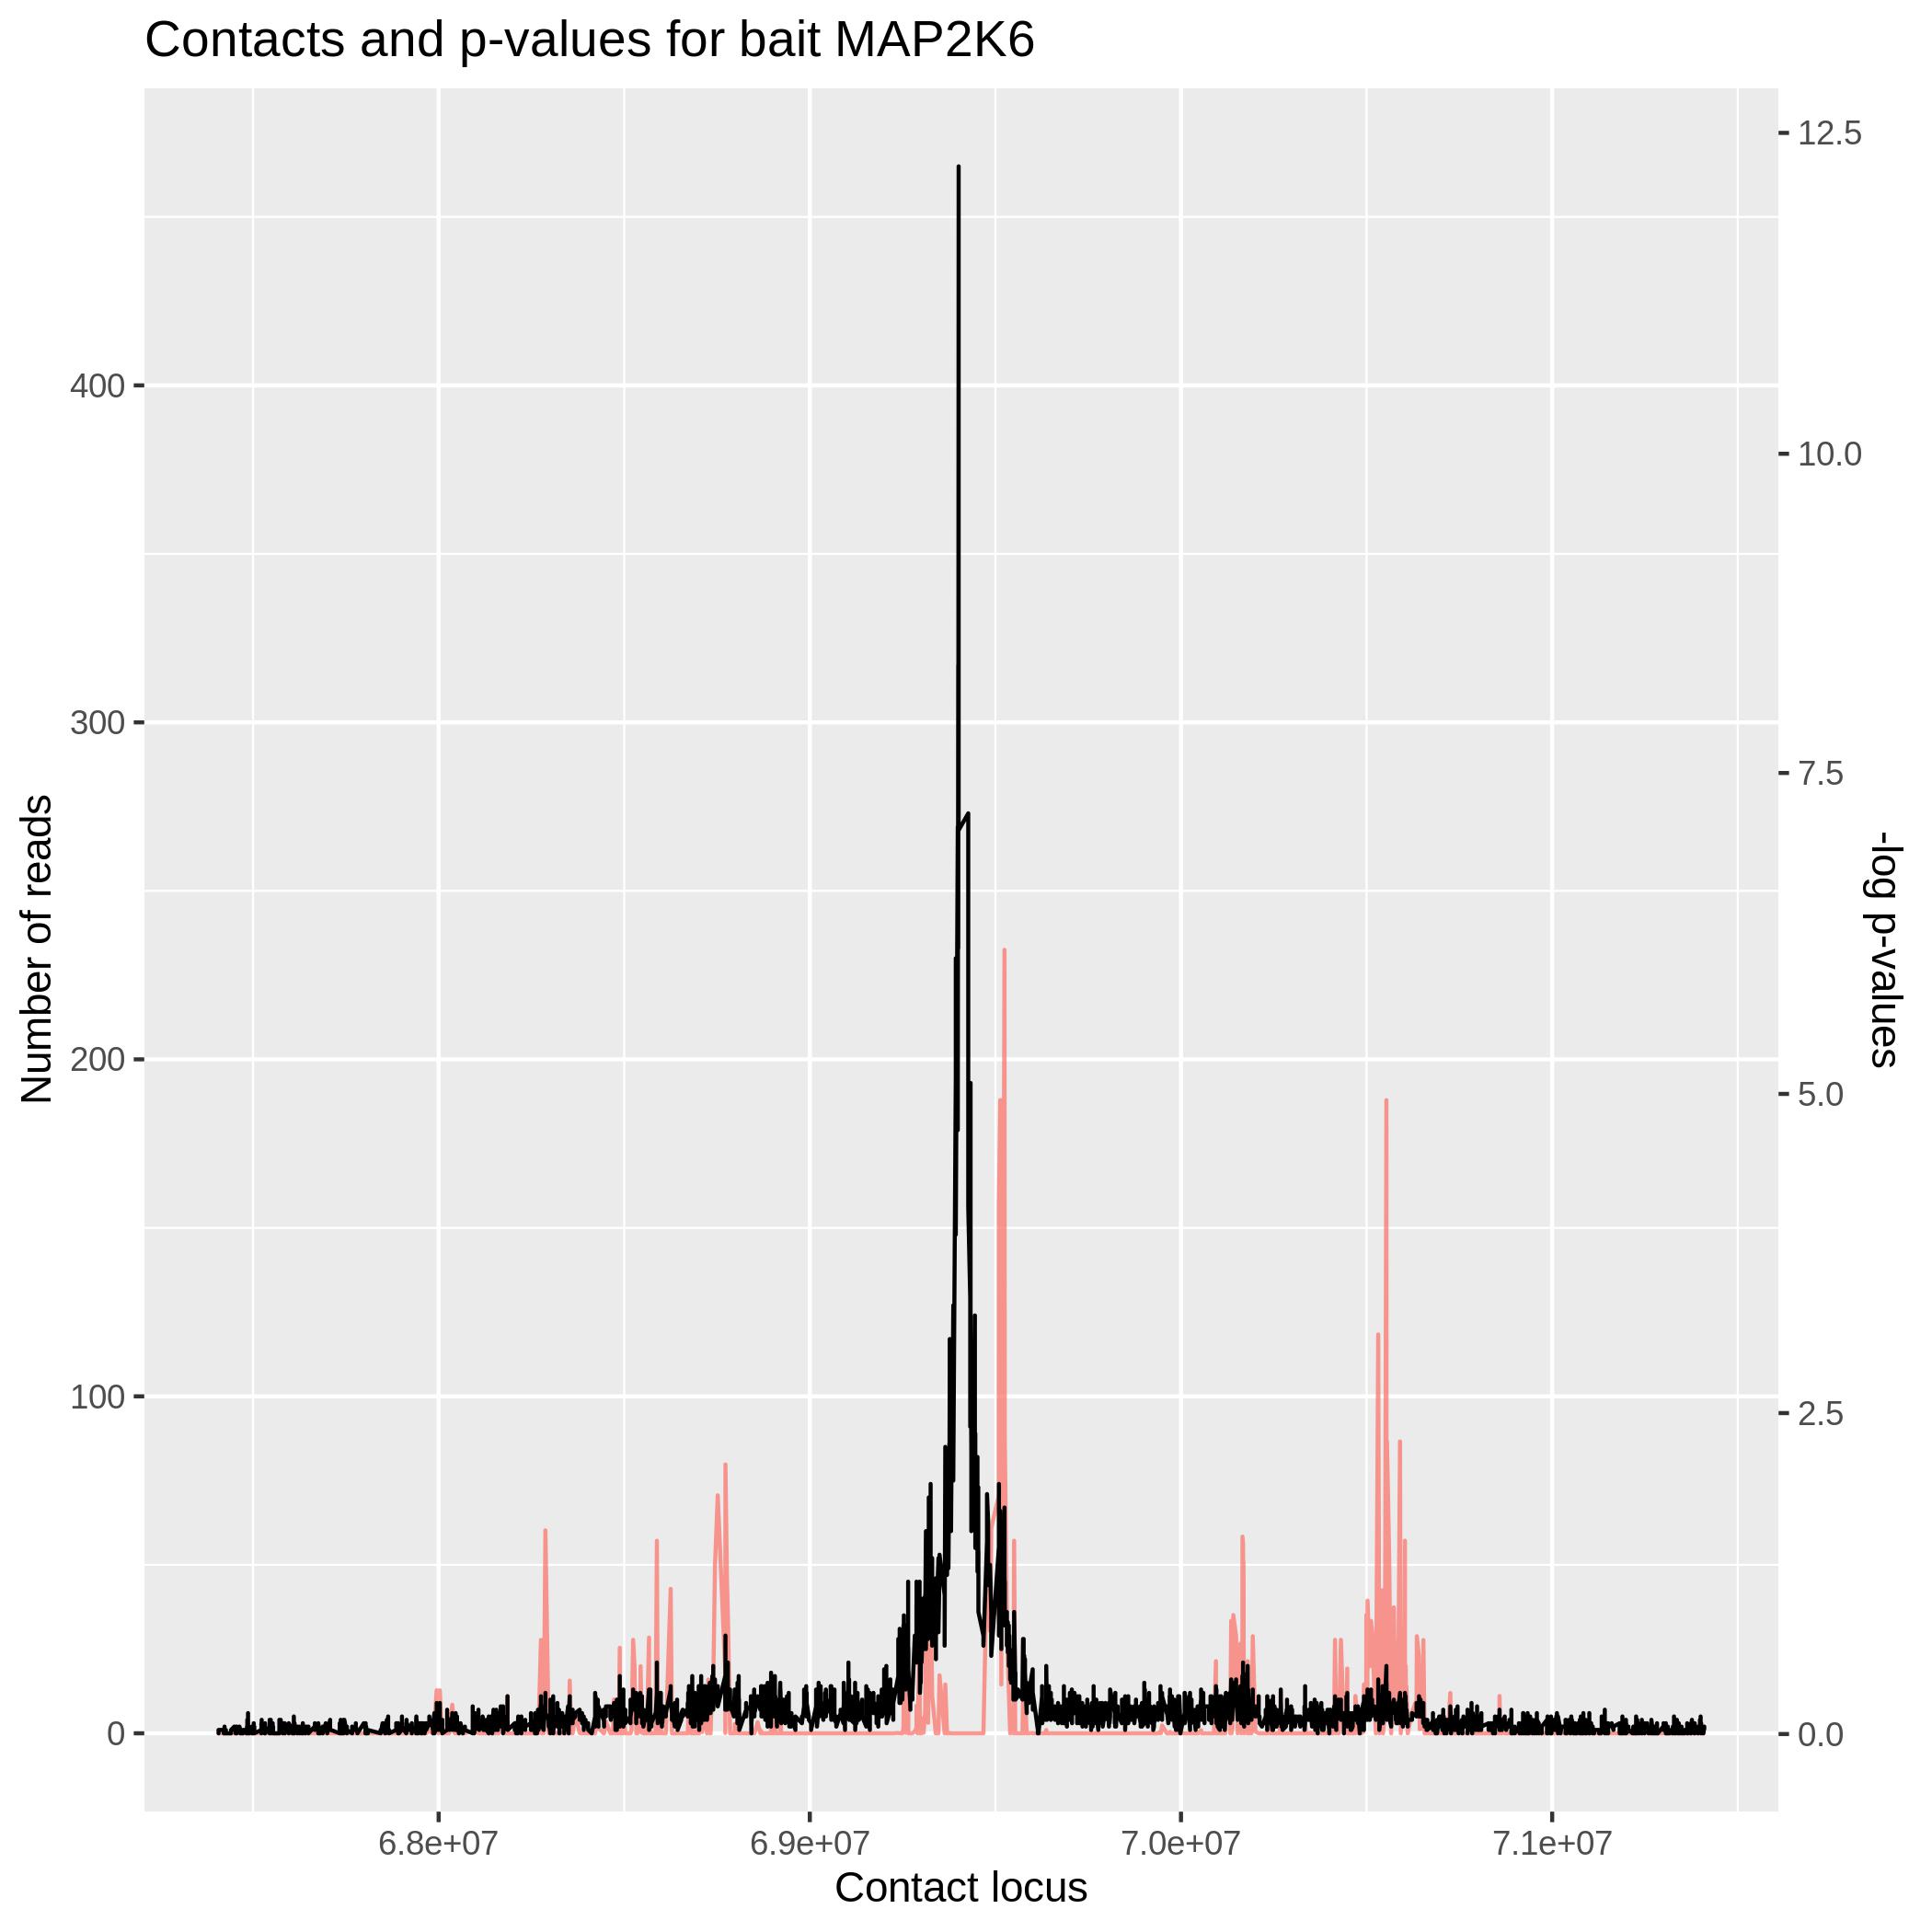 Contacts and p-values for bait MAP2K6
12.5
400
10.0
300
7.5
Number of reads
-log p-values
200
5.0
100
2.5
0
0.0
6.8e+07
6.9e+07
7.0e+07
7.1e+07
Contact locus